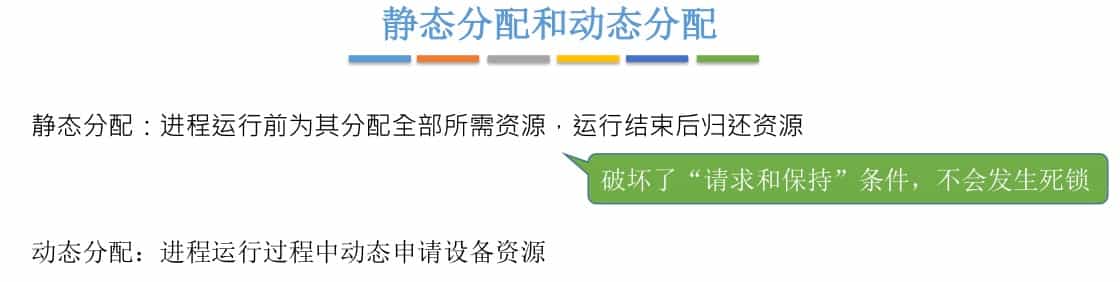 静态分配和动态分配
静态分配：进程运行前为其分配全部所需资源，运行结束后归还资源
破坏了“请求和保持”条件，不会发生死锁
动态分配：进程运行过程中动态申请设备资源